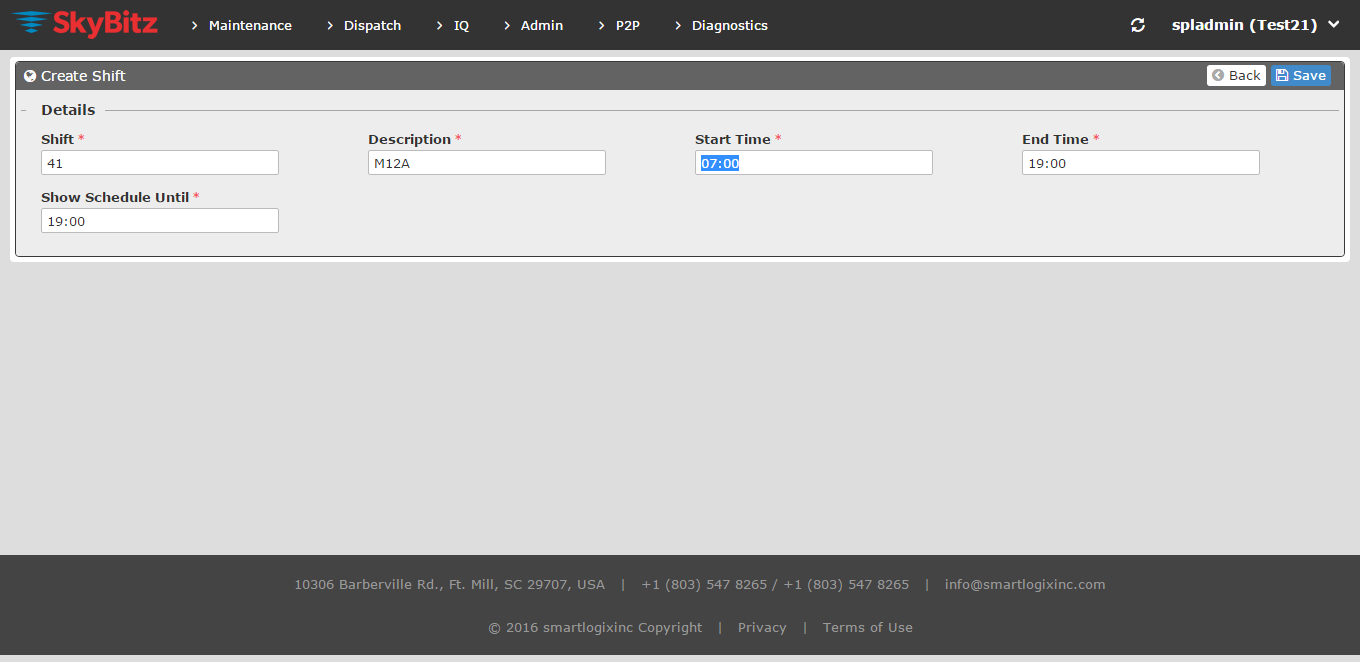 SkyBitz Maintenance Dispatch IQ Admin P2P Diagnostics spladmin (Test21)
Create Shift Back Save
Details
Shift * Description * Start Time * End Time *
41 M12A 07:00 19:00
Show Schedule Until *
19:00
10306 Barberville Rd., Ft. Mill, SC 29707, USA | +1 (803) 547 8265 / +1 (803) 547 8265 | info@smartlogixinc.com
© 2016 smartlogixinc Copyright | Privacy | Terms of Use